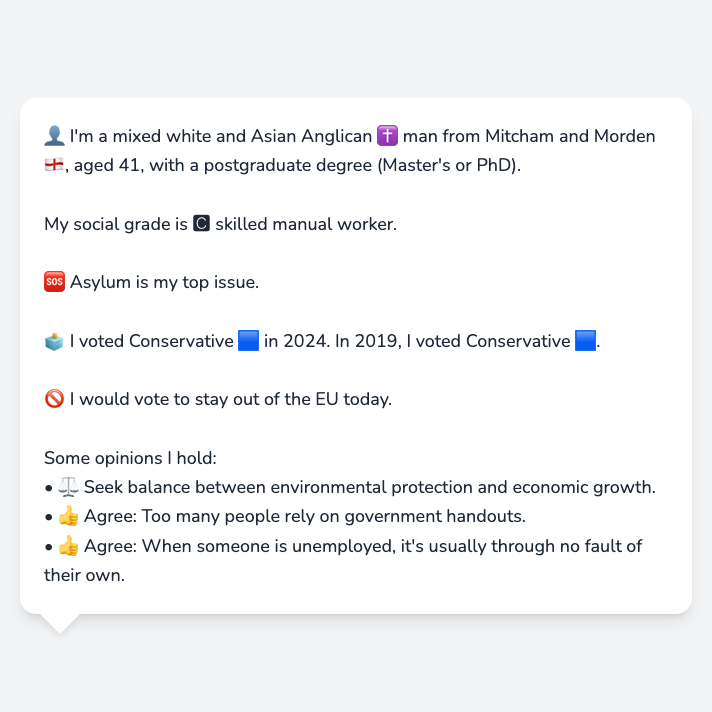 👤 I'm a mixed white and Asian Anglican ✝️ man from Mitcham and Morden
🏴󠁧󠁢󠁥󠁮󠁧󠁿, aged 41, with a postgraduate degree (Master's or PhD).
My social grade is 🅲 skilled manual worker.
🆘 Asylum is my top issue.
🗳️ I voted Conservative 🟦 in 2024. In 2019, I voted Conservative 🟦.
🚫 I would vote to stay out of the EU today.
Some opinions I hold:
• ⚖️ Seek balance between environmental protection and economic growth.
• 👍 Agree: Too many people rely on government handouts.
• 👍 Agree: When someone is unemployed, it's usually through no fault of
their own.